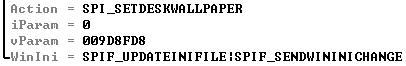 Action = SPI_SETDESKWALLPAPER
iParam = 0
vParam = 009D8FD8
WinIni = SPIF_UPDATEINIFILE|SPIF_SENDWININICHANGE